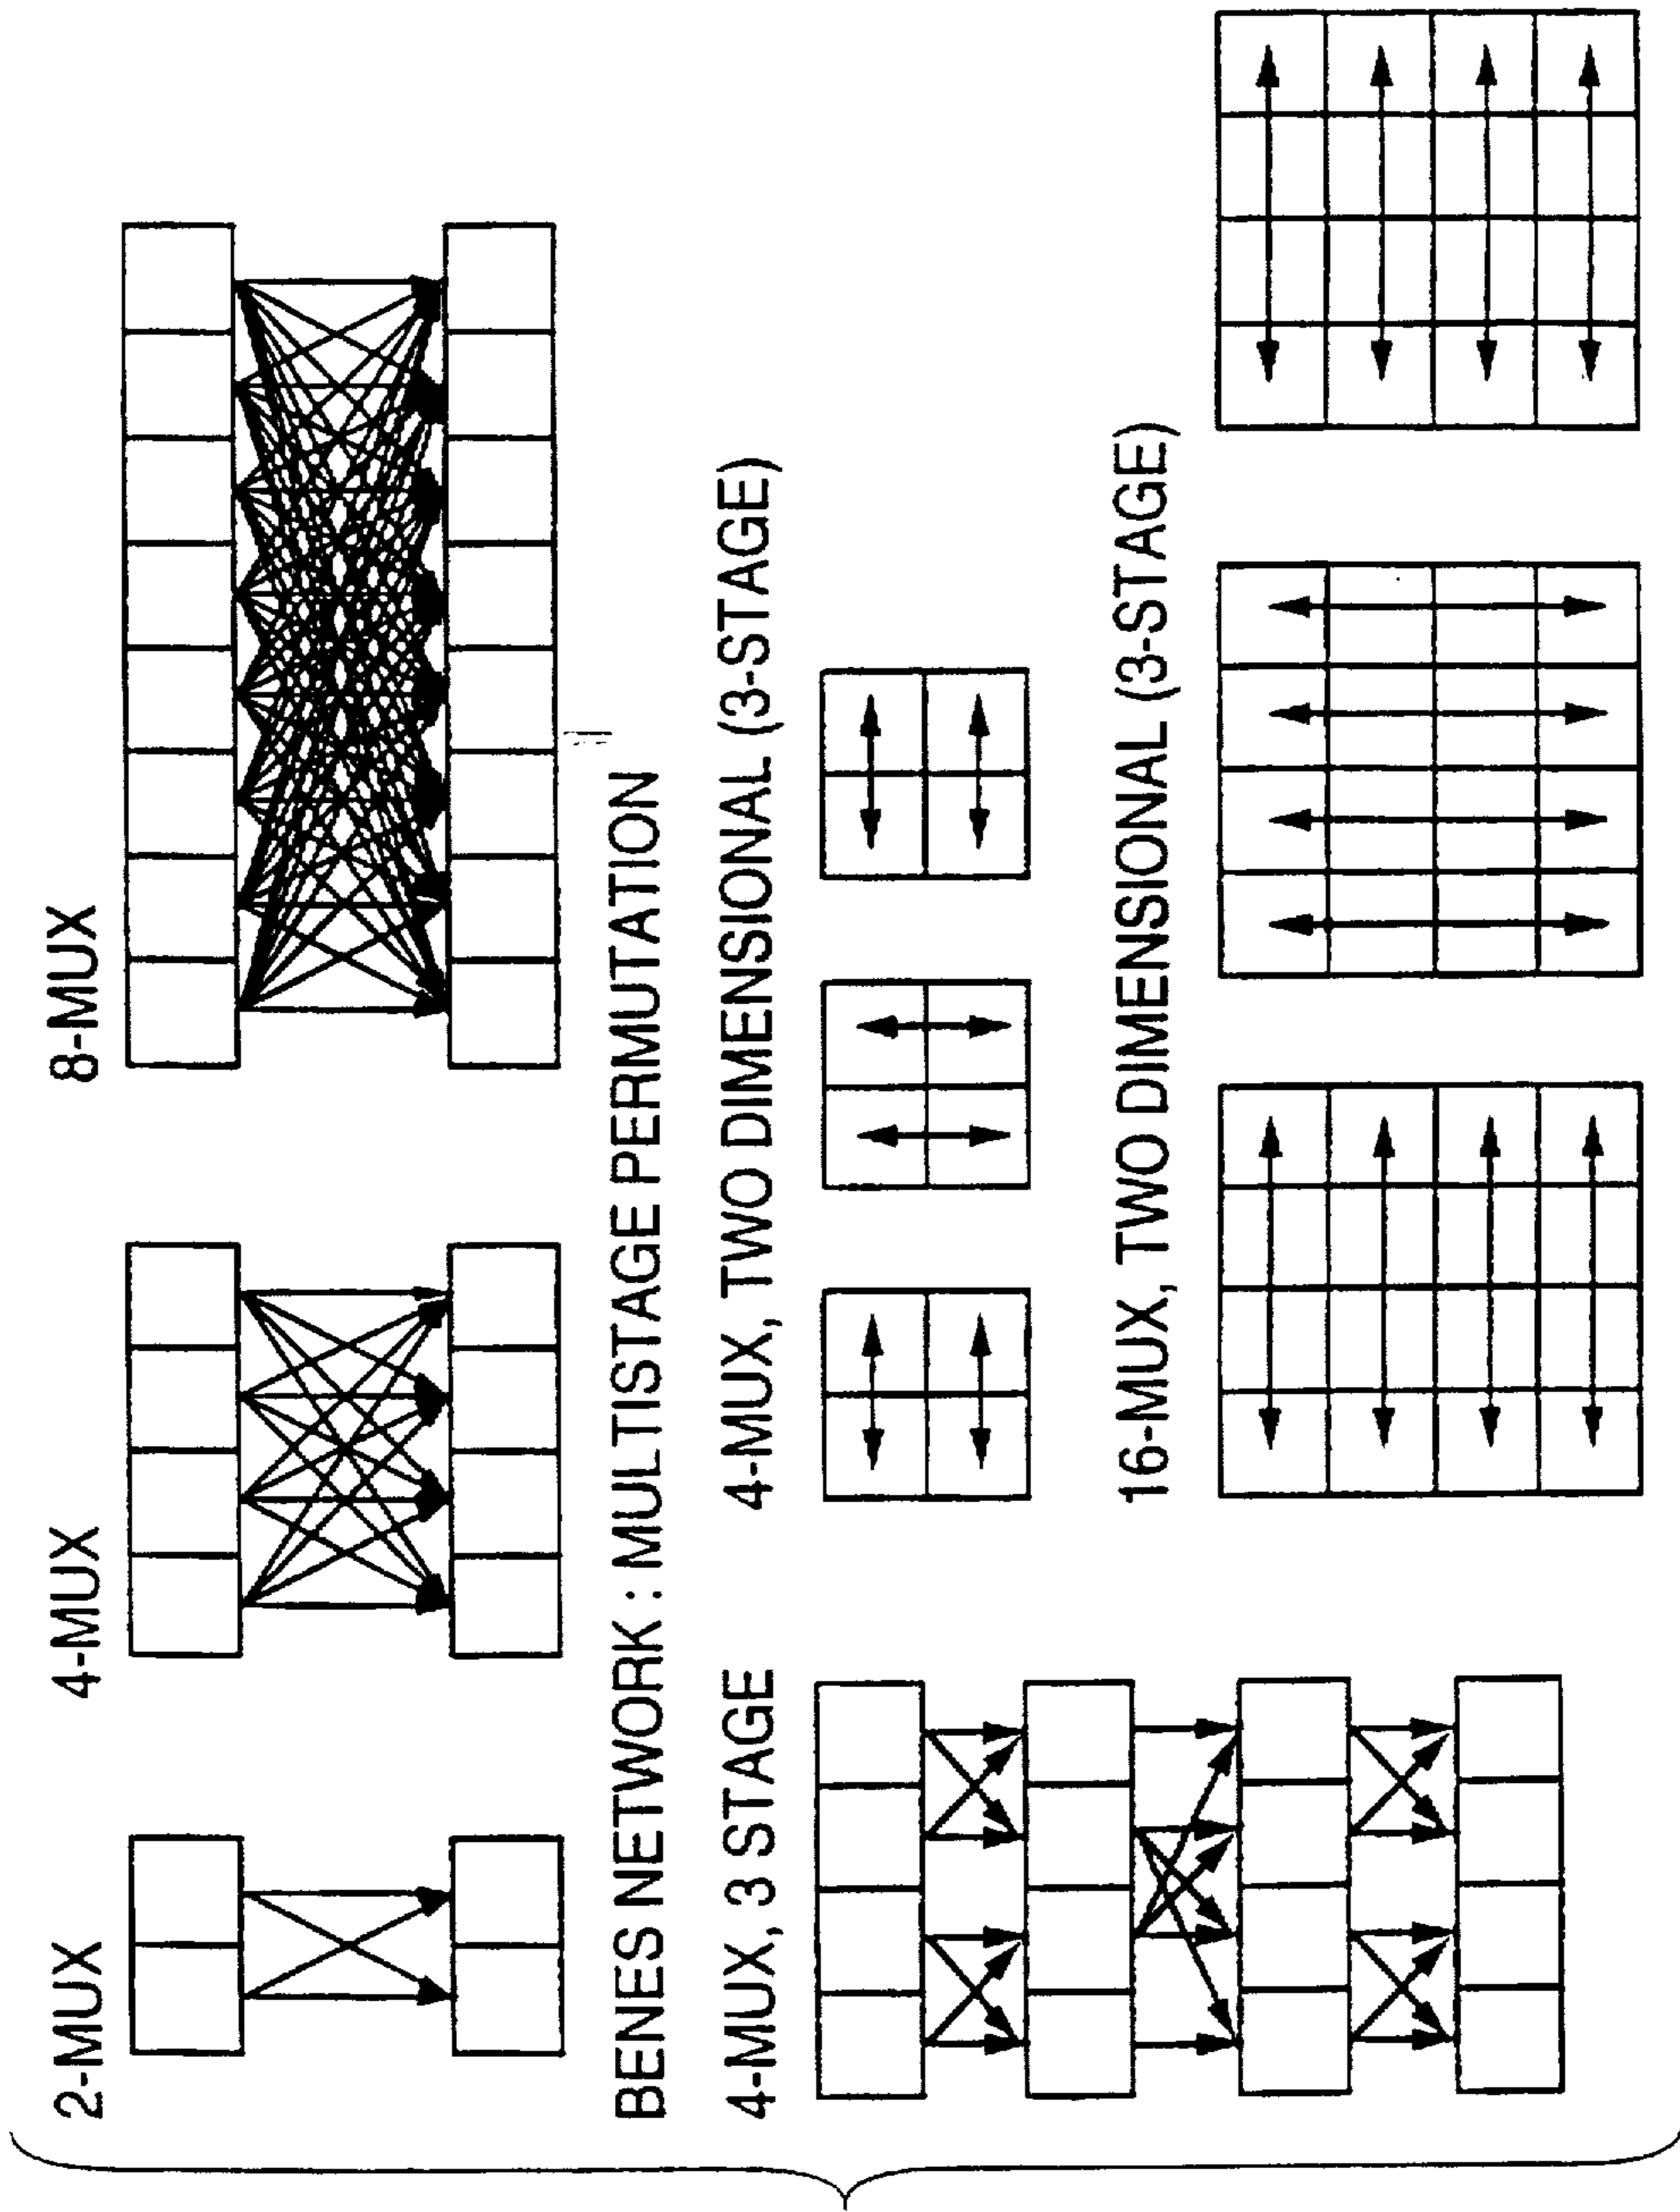 2-MUX
4-MUX
8-MUX
BENES NETWORK : MULTISTAGE PERMUTATION
4-MUX, 3 STAGE
4-MUX, TWO DIMENSIONAL (3-STAGE)
16-MUX, TWO DIMENSIONAL (3-STAGE)